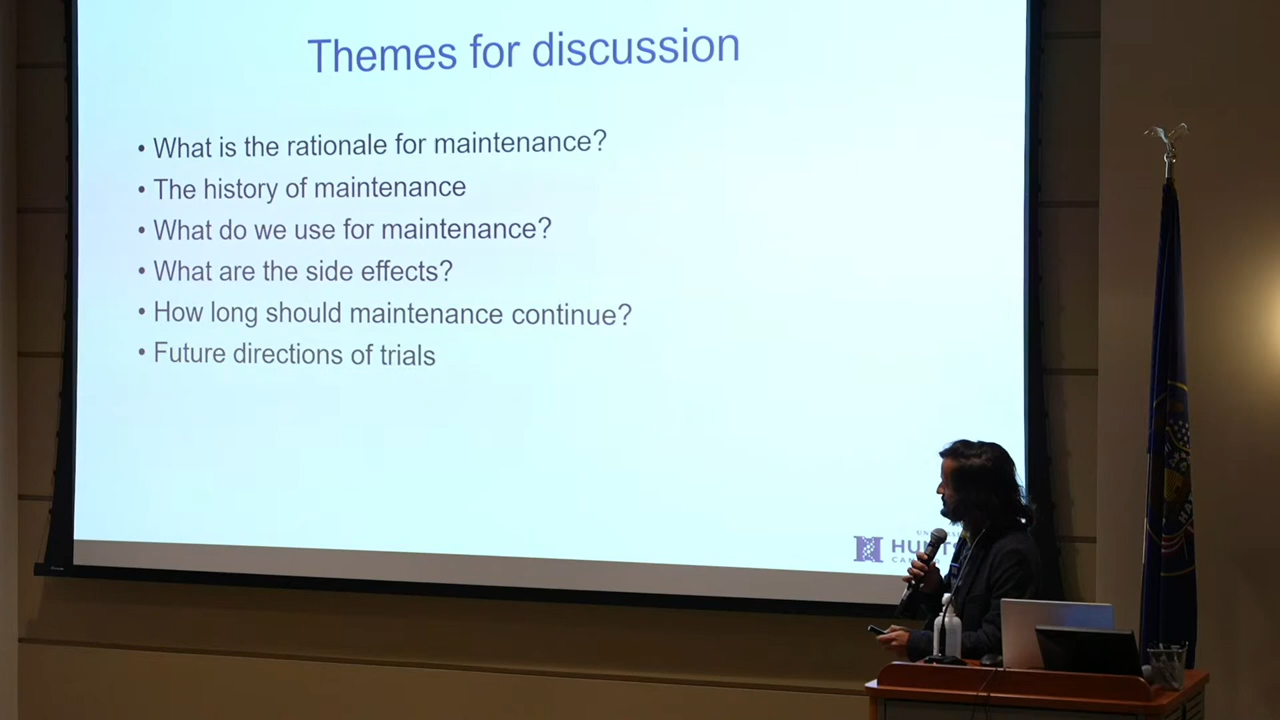 Themes for discussion
• What is the rationale for maintenance?
• The history of maintenance
• What do we use for maintenance?
• What are the side effects?
• How long should maintenance continue?
• Future directions of trials